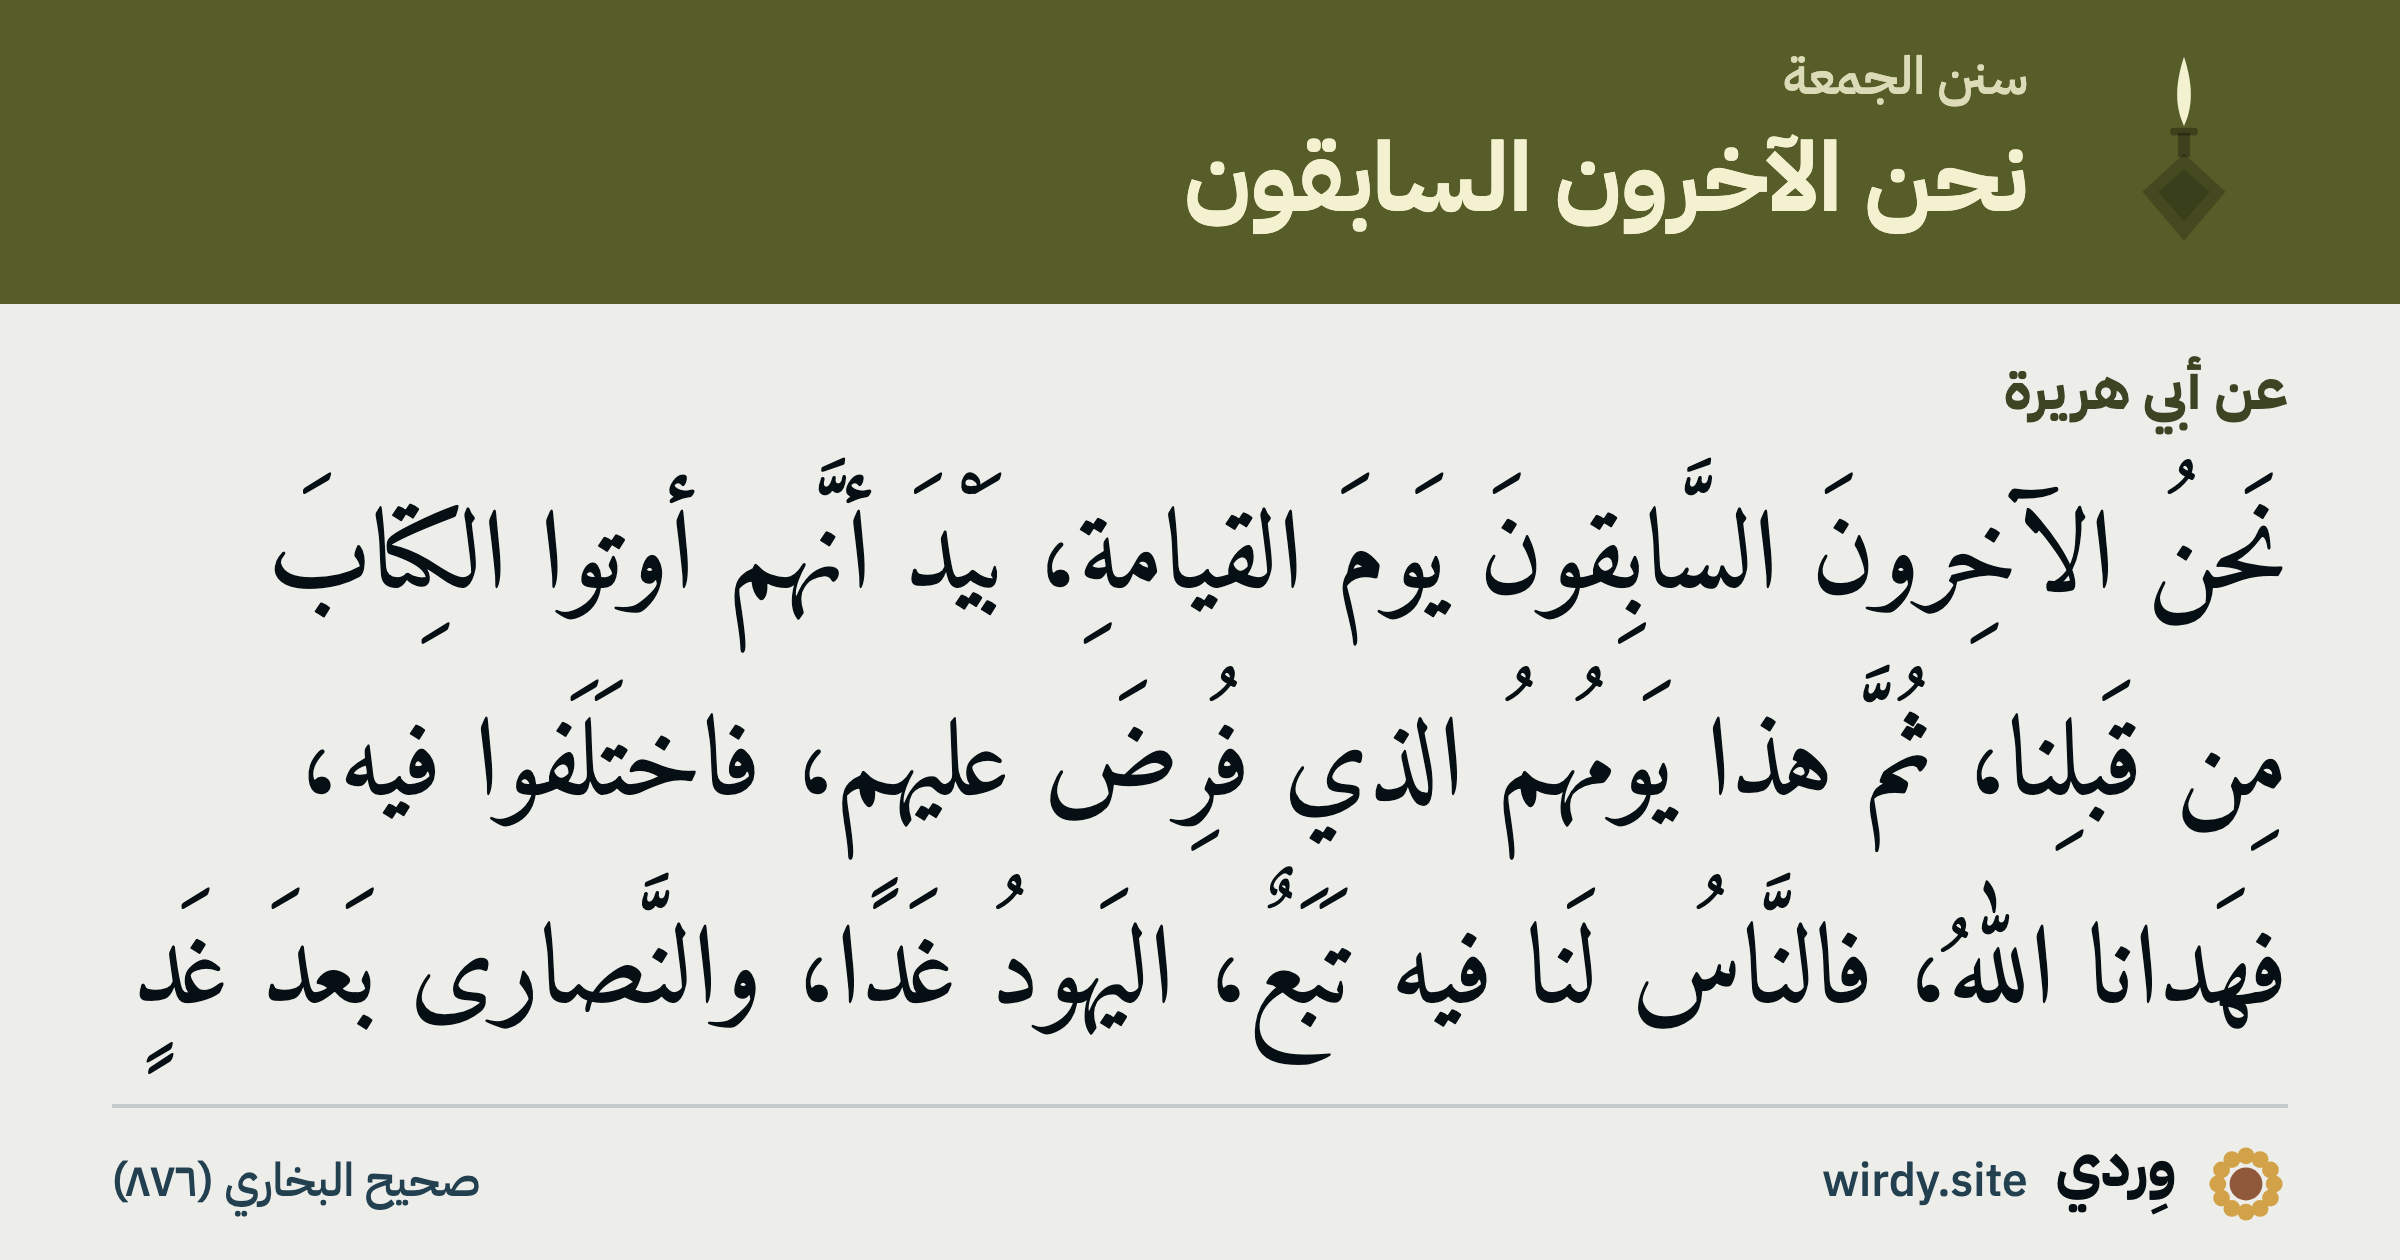 سنن الجمعة
نحن الآخرون السابقون
عن أبي هريرة
نَحنُ الآخِرونَ السَّابِقونَ يَومَ القيامةِ، بَيْدَ أنَّهم أوتوا الكِتابَ
مِن قَبلِنا، ثُمَّ هذا يَومُهُمُ الذي فُرِضَ عليهم، فاختَلَفوا فيه،
فهَدانا اللهُ، فالنَّاسُ لَنا فيه تَبَعٌ، اليَهودُ غَدًا، والنَّصارى بَعدَ غَدٍ
وِردي wirdy.site
صحيح البخاري (٨٧٦)